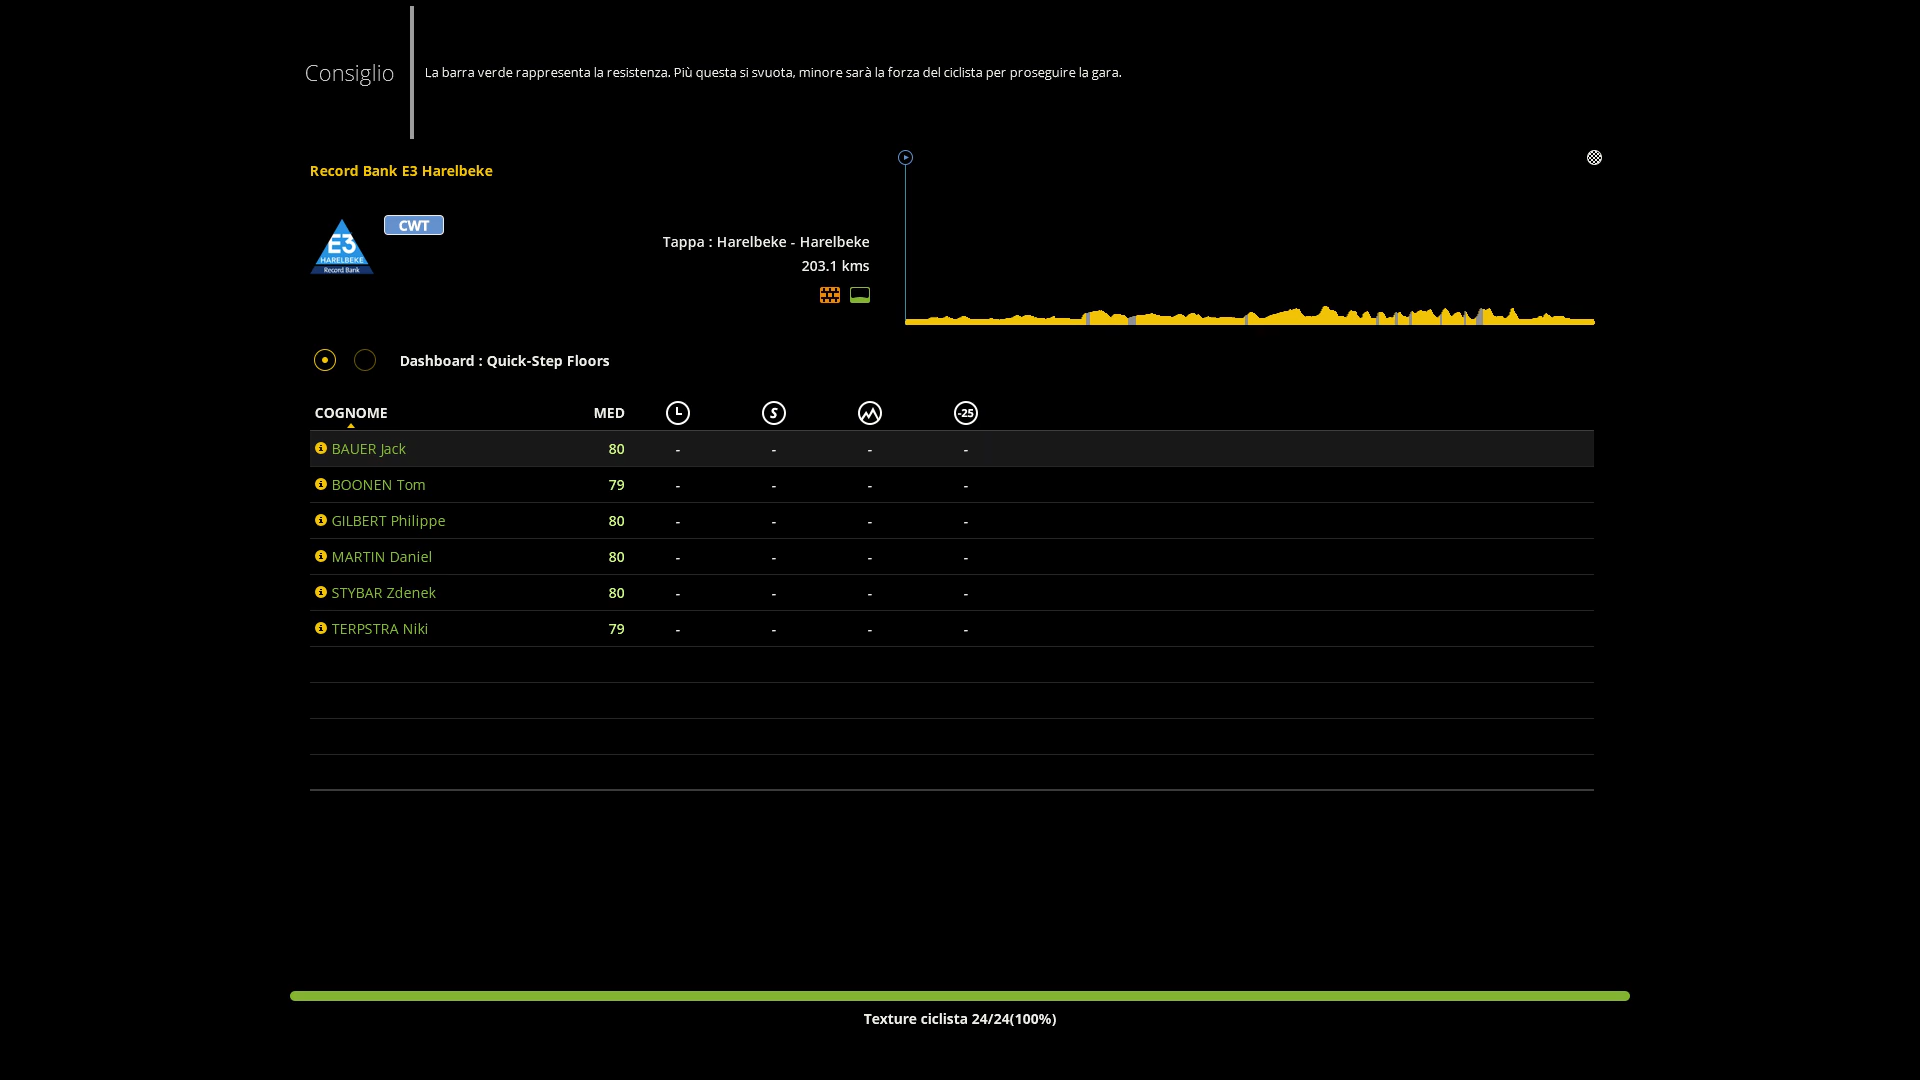 Consiglio
La barra verde rappresenta la resistenza. Più questa si svuota, minore sarà la forza del ciclista per proseguire la gara.
Record Bank E3 Harelbeke
E3
HARELBEKE
Record Bank
CWT
Tappa : Harelbeke - Harelbeke
203.1 kms
Dashboard : Quick-Step Floors
COGNOME MED S -25
BAUER Jack 80 - - - -
BOONEN Tom 79 - - - -
GILBERT Philippe 80 - - - -
MARTIN Daniel 80 - - - -
STYBAR Zdenek 80 - - - -
TERPSTRA Niki 79 - - - -
Texture ciclista 24/24(100%)